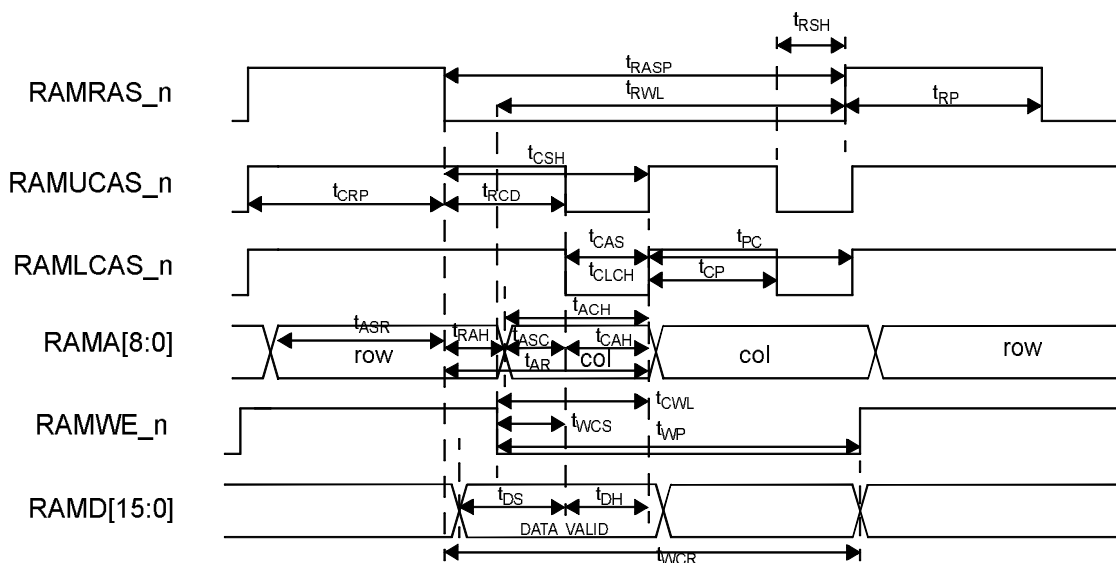 tRSH
RAMRAS_n
tRASP
tRWL
tRP
RAMUCAS_n
tCSH
tCRP
tRCD
RAMLCAS_n
tCAS
tPC
tCLCH
tCP
tACH
RAMA[8:0]
tASR
tRAH
tASC
tCAH
row
col
col
row
tAR
RAMWE_n
tCWL
tWCS
tWP
RAMD[15:0]
tDS
tDH
DATA VALID
tWCR